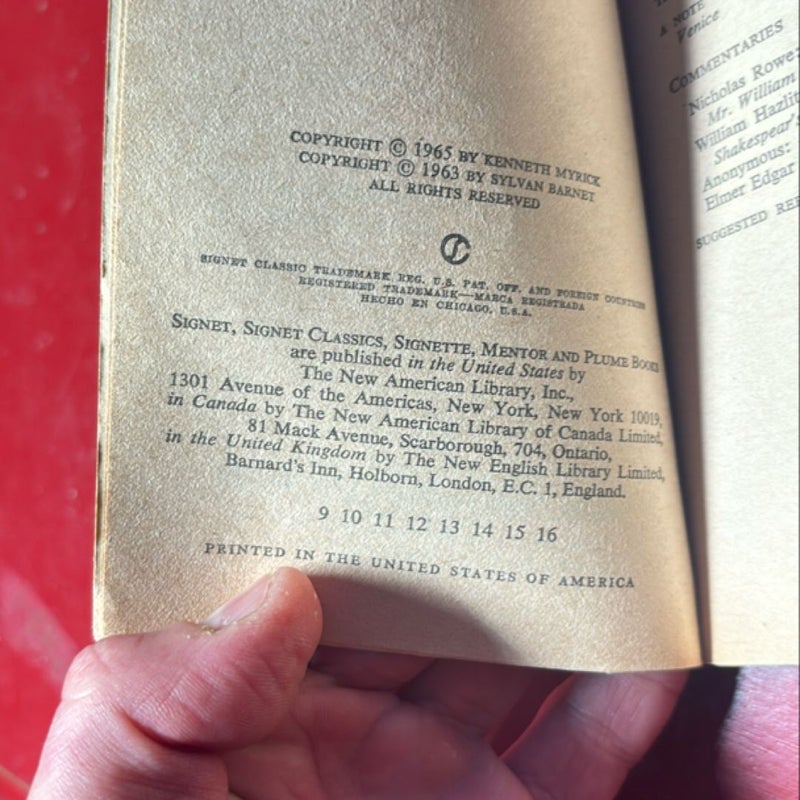 COPYRIGHT © 1965 BY KENNETH MYRICK
COPYRIGHT © 1963 BY SYLVAN BARNET
ALL RIGHTS RESERVED
SIGNET CLASSIC TRADEMARK REG. U.S. PAT. OFF. AND FOREIGN COUNTRIES
REGISTERED TRADEMARK—MARCA REGISTRADA
HECHO EN CHICAGO, U.S.A.
SIGNET, SIGNET CLASSICS, SIGNETTE, MENTOR AND PLUME BOOKS
are published in the United States by
The New American Library, Inc.,
1301 Avenue of the Americas, New York, New York 10019,
in Canada by The New American Library of Canada Limited,
81 Mack Avenue, Scarborough, 704, Ontario,
in the United Kingdom by The New English Library Limited,
Barnard's Inn, Holborn, London, E.C. 1, England.
9 10 11 12 13 14 15 16
PRINTED IN THE UNITED STATES OF AMERICA
A NOTE
Venice
COMMENTARIES
Nicholas Rowe:
Mr. William
William Hazlit
Shakespear's
Anonymous:
Elmer Edgar
SUGGESTED REF